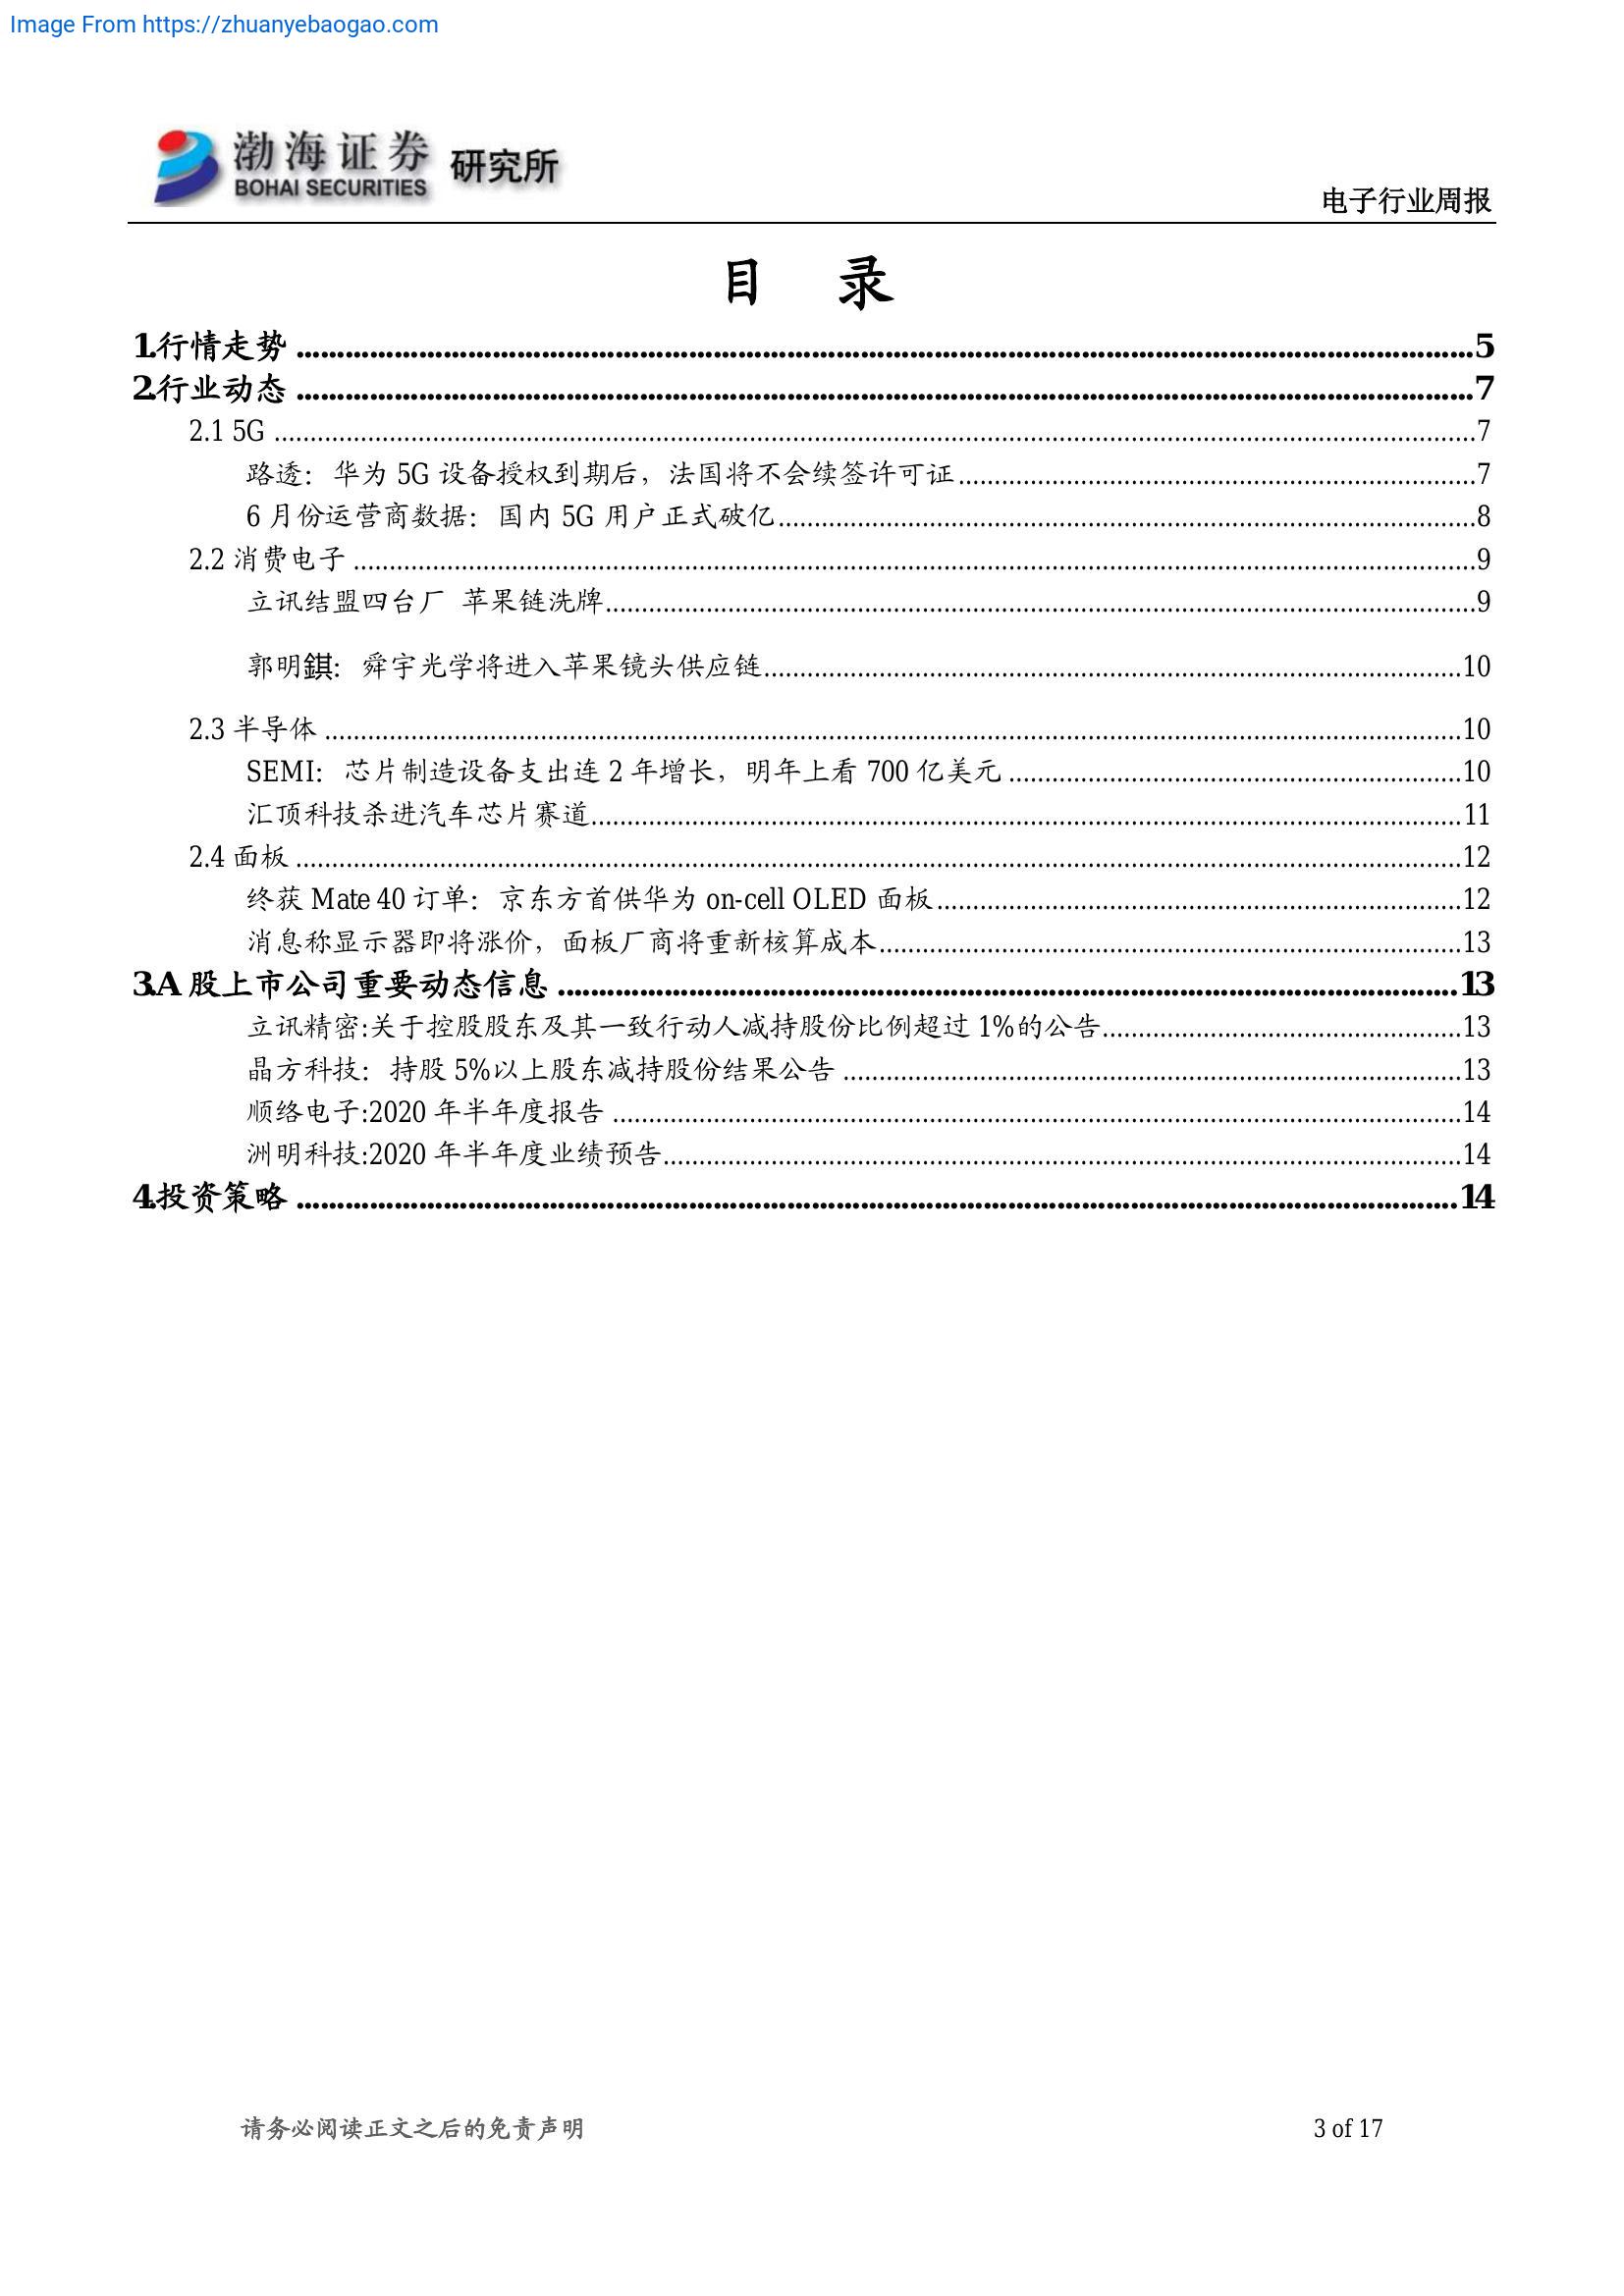 Image From https://zhuanyebaogao.com
渤海证券 研究所
BOHAI SECURITIES
电子行业周报
目 录
1.行情走势 ........................................................ 5
2.行业动态 ........................................................ 7
2.1 5G ........................................................ 7
路透：华为 5G 设备授权到期后，法国将不会续签许可证 ........................................................ 7
6 月份运营商数据：国内 5G 用户正式破亿 ........................................................ 8
2.2 消费电子 ........................................................ 9
立讯结盟四台厂 苹果链洗牌 ........................................................ 9
郭明錤：舜宇光学将进入苹果镜头供应链 ........................................................ 10
2.3 半导体 ........................................................ 10
SEMI：芯片制造设备支出连 2 年增长，明年上看 700 亿美元 ........................................................ 10
汇顶科技杀进汽车芯片赛道 ........................................................ 11
2.4 面板 ........................................................ 12
终获 Mate 40 订单：京东方首供华为 on-cell OLED 面板 ........................................................ 12
消息称显示器即将涨价，面板厂商将重新核算成本 ........................................................ 13
3.A 股上市公司重要动态信息 ........................................................ 13
立讯精密:关于控股股东及其一致行动人减持股份比例超过 1%的公告 ........................................................ 13
晶方科技：持股 5%以上股东减持股份结果公告 ........................................................ 13
顺络电子:2020 年半年度报告 ........................................................ 14
洲明科技:2020 年半年度业绩预告 ........................................................ 14
4.投资策略 ........................................................ 14
请务必阅读正文之后的免责声明 3 of 17